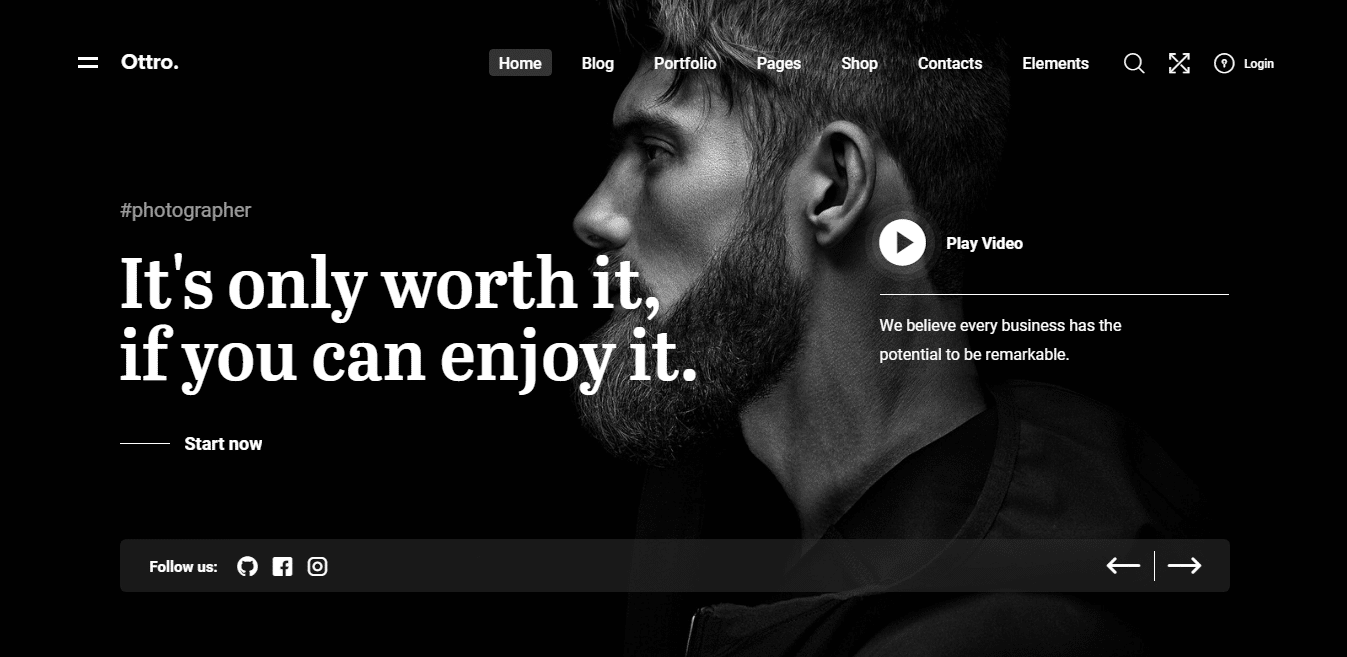 Ottro.
Home Blog Portfolio Pages Shop Contacts Elements Login
#photographer
It's only worth it,
if you can enjoy it.
Start now
Play Video
We believe every business has the
potential to be remarkable.
Follow us: